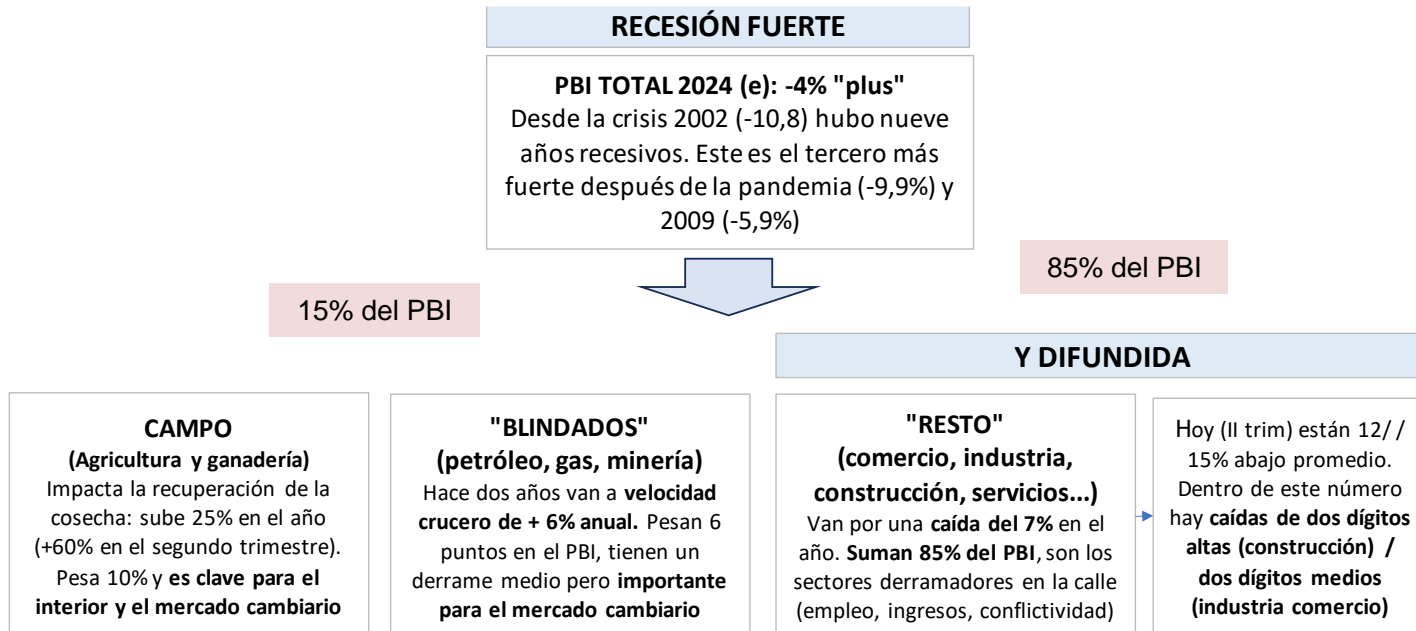 RECESIÓN FUERTE
PBI TOTAL 2024 (e): -4% "plus"
Desde la crisis 2002 (-10,8) hubo nueve
años recesivos. Este es el tercero más
fuerte después de la pandemia (-9,9%) y
2009 (-5,9%)
85% del PBI
15% del PBI
Y DIFUNDIDA
CAMPO
(Agricultura y ganadería)
Impacta la recuperación de la
cosecha: sube 25% en el año
(+60% en el segundo trimestre).
Pesa 10% y es clave para el
interior y el mercado cambiario
"BLINDADOS"
(petróleo, gas, minería)
Hace dos años van a velocidad
crucero de + 6% anual. Pesan 6
puntos en el PBI, tienen un
derrame medio pero importante
para el mercado cambiario
"RESTO"
(comercio, industria,
construcción, servicios...)
Van por una caída del 7% en el
año. Suman 85% del PBI, son los
sectores derramadores en la calle
(empleo, ingresos, conflictividad)
Hoy (II trim) están 12//
15% abajo promedio.
Dentro de este número
hay caídas de dos dígitos
altas (construcción) /
dos dígitos medios
(industria comercio)